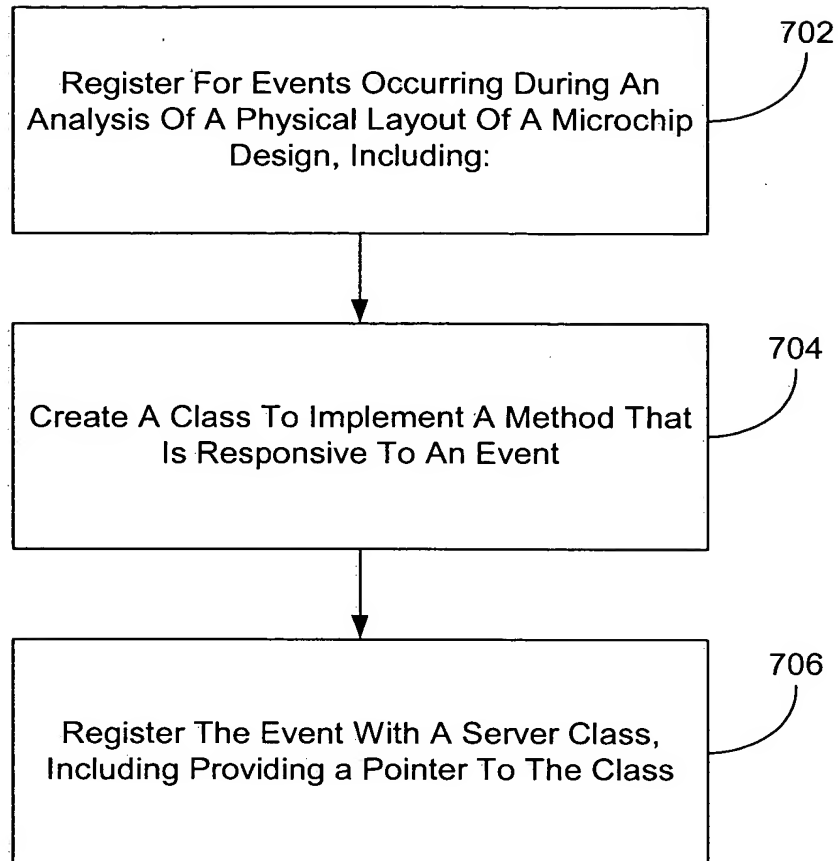 702
Register For Events Occurring During An
Analysis Of A Physical Layout Of A Microchip
Design, Including:
704
Create A Class To Implement A Method That
Is Responsive To An Event
706
Register The Event With A Server Class,
Including Providing a Pointer To The Class